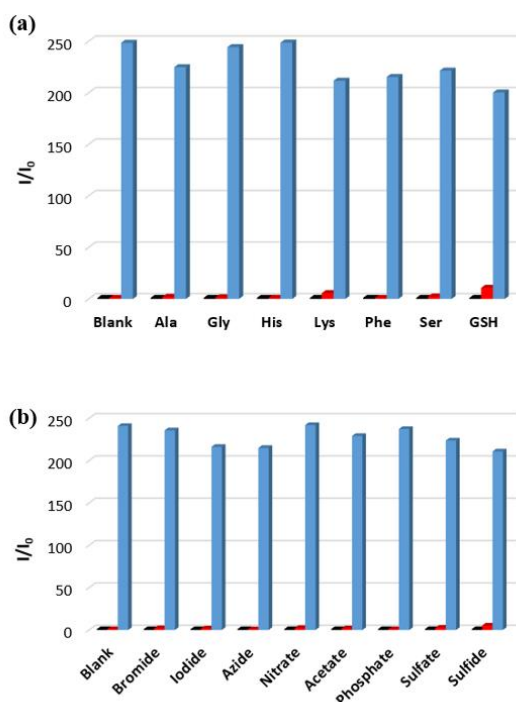 (a)
250
200
150
100
50
0
I/I₀
Blank Ala Gly His Lys Phe Ser GSH
(b)
250
200
150
100
50
0
I/I₀
Blank Bromide Iodide Azide Nitrate Acetate Phosphate Sulfate Sulfide